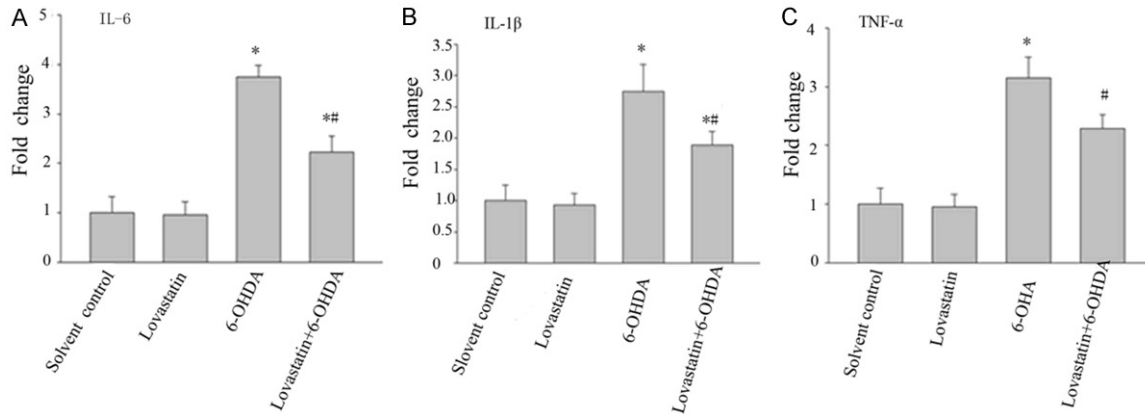 A
IL-6
Fold change
5
4
3
2
1
0
*
*#
Solvent control
Lovastatin
6-OHDA
Lovastatin+6-OHDA
B
IL-1β
Fold change
3.5
3.0
2.5
2.0
1.5
1.0
0.5
0
*
*#
Slovent control
Lovastatin
6-OHDA
Lovastatin+6-OHDA
C
TNF-α
Fold change
4
3
2
1
0
*
#
Solvent control
Lovastatin
6-OHA
Lovastatin+6-OHDA